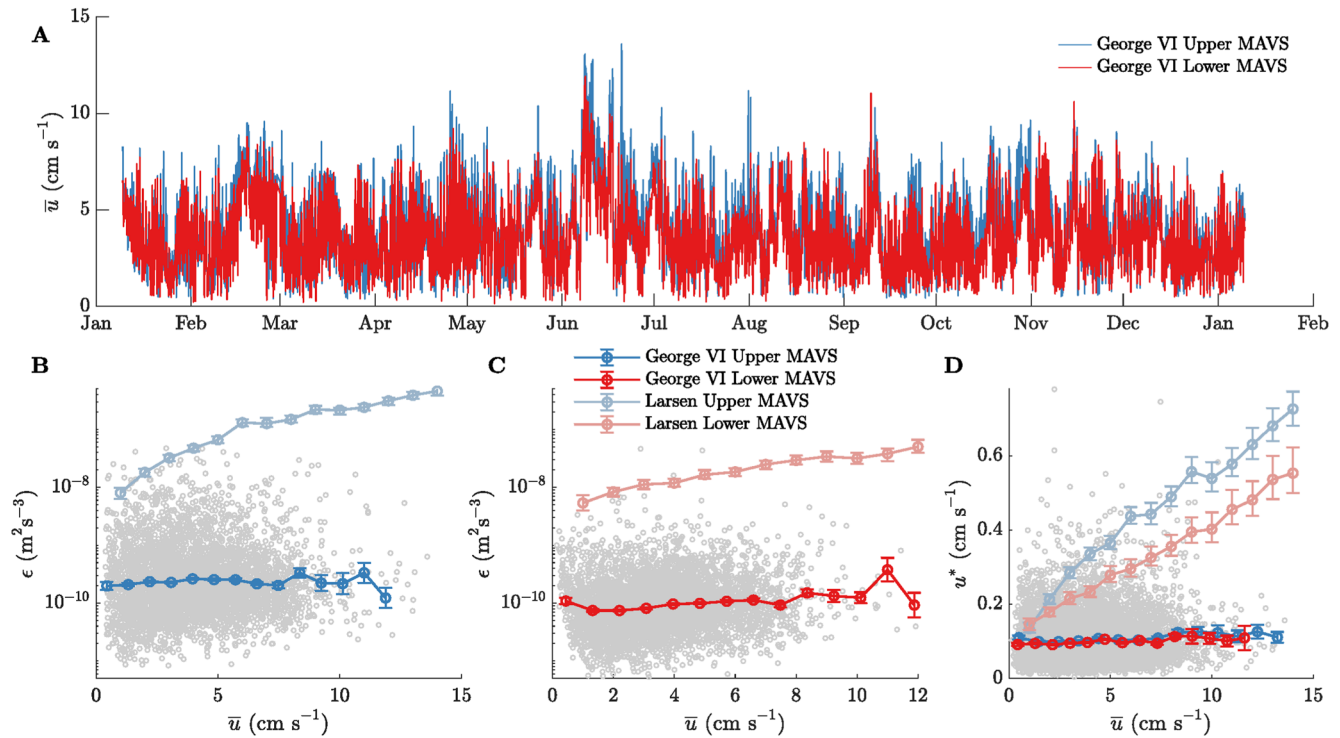 A
15
10
5
0
u̅ (cm s⁻¹)
George VI Upper MAVS
George VI Lower MAVS
Jan Feb Mar Apr May Jun Jul Aug Sep Oct Nov Dec Jan Feb
B
10⁻⁸
10⁻¹⁰
ϵ (m²s⁻³)
0 5 10 15
u̅ (cm s⁻¹)
C
George VI Upper MAVS
George VI Lower MAVS
Larsen Upper MAVS
Larsen Lower MAVS
10⁻⁸
10⁻¹⁰
ϵ (m²s⁻³)
0 2 4 6 8 10 12
u̅ (cm s⁻¹)
D
0.6
0.4
0.2
0
u* (cm s⁻¹)
0 5 10 15
u̅ (cm s⁻¹)